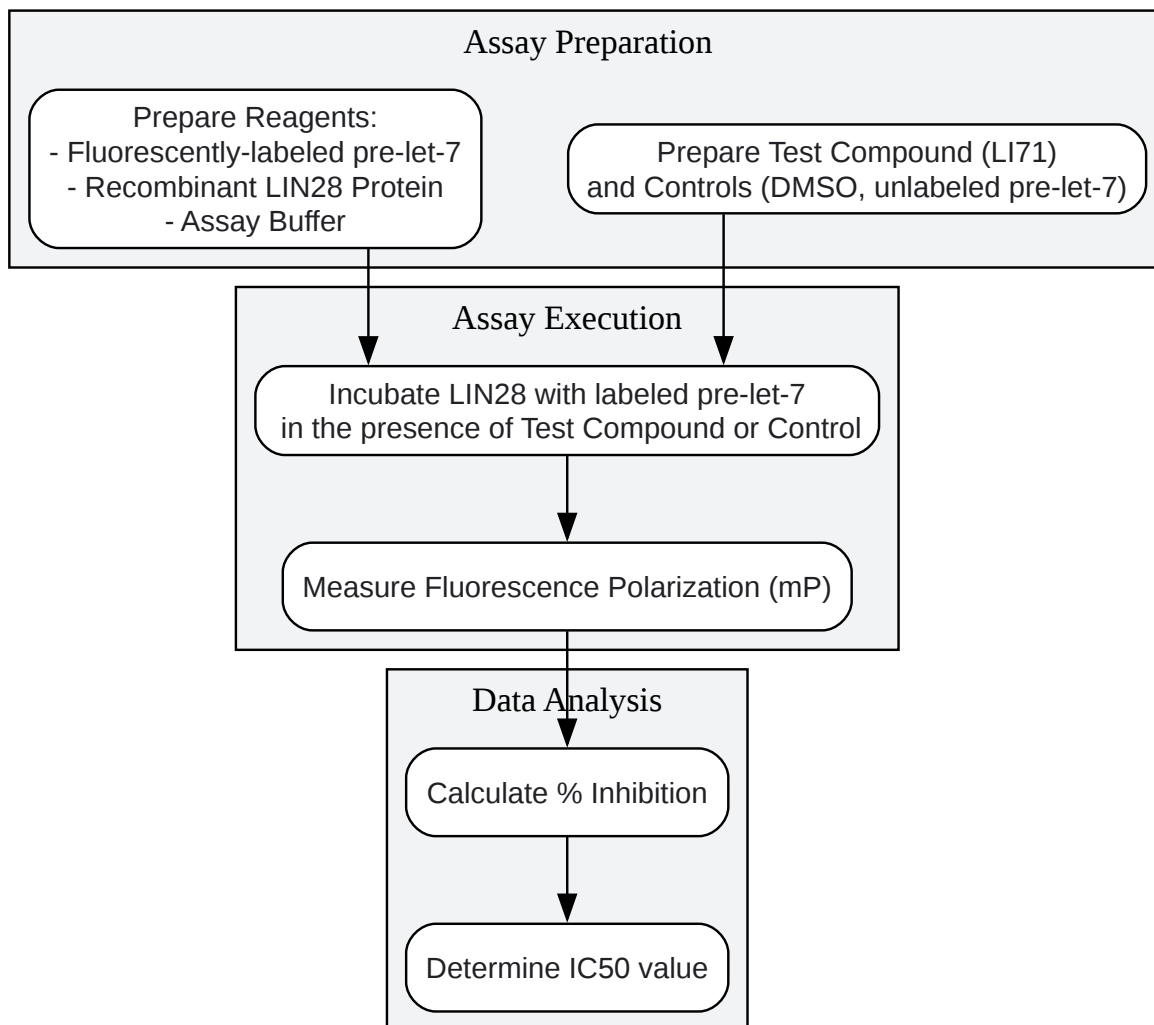 Assay Preparation
Prepare Reagents:
- Fluorescently-labeled pre-let-7
- Recombinant LIN28 Protein
- Assay Buffer
Prepare Test Compound (LI71)
and Controls (DMSO, unlabeled pre-let-7)
Assay Execution
Incubate LIN28 with labeled pre-let-7
in the presence of Test Compound or Control
Measure Fluorescence Polarization (mP)
Data Analysis
Calculate % Inhibition
Determine IC50 value